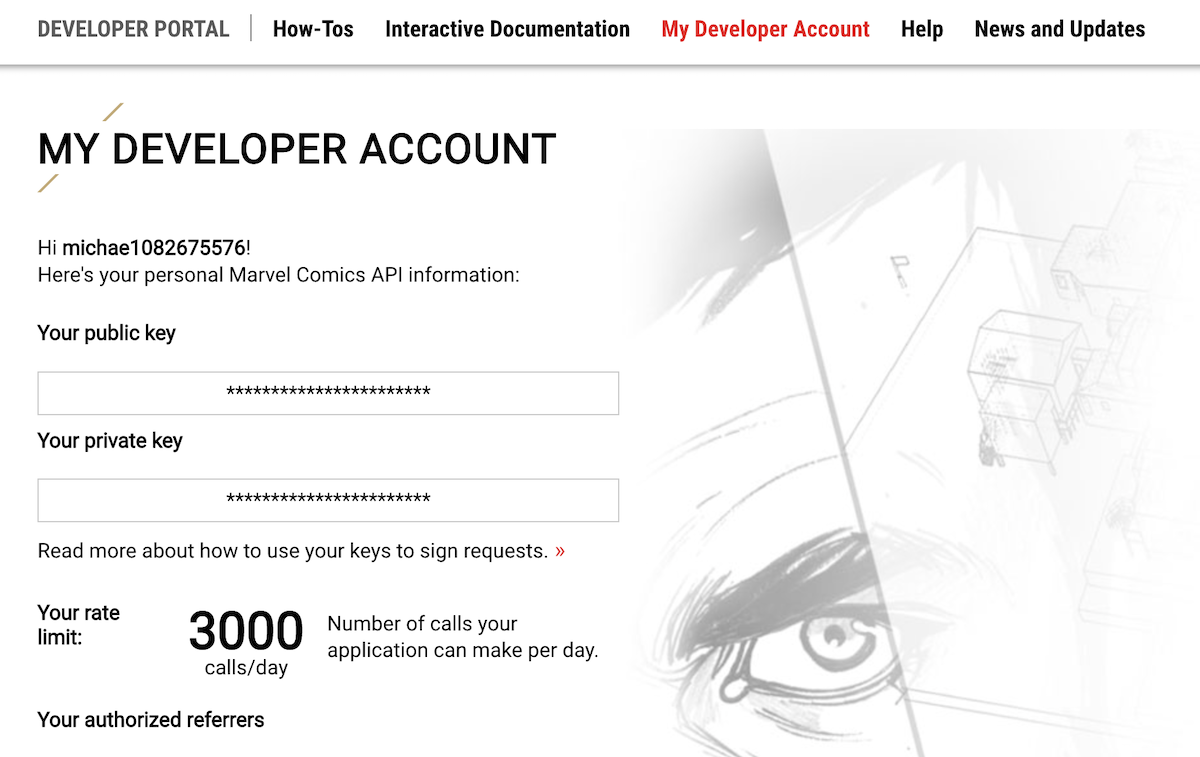 DEVELOPER PORTAL How-Tos Interactive Documentation My Developer Account Help News and Updates
MY DEVELOPER ACCOUNT
Hi michae1082675576!
Here's your personal Marvel Comics API information:
Your public key
***********************
Your private key
***********************
Read more about how to use your keys to sign requests. »
Your rate
limit:
3000
calls/day
Number of calls your
application can make per day.
Your authorized referrers